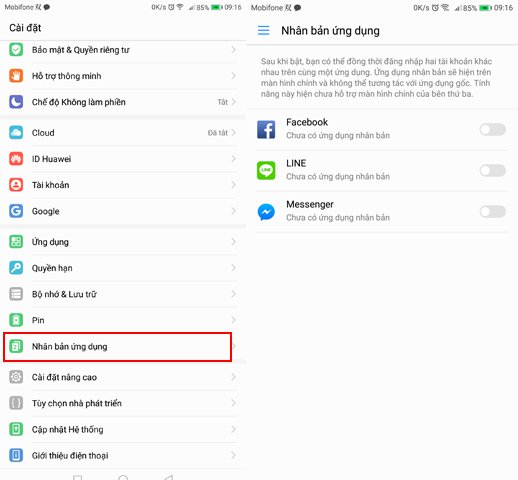 Mobifone 双
0K/s
85%
09:16
Cài đặt
Bảo mật & Quyền riêng tư
Hỗ trợ thông minh
Chế độ Không làm phiền
Tắt
Cloud
Đã tắt
ID Huawei
Tài khoản
Google
Ứng dụng
Quyền hạn
Bộ nhớ & Lưu trữ
Pin
Nhân bản ứng dụng
Cài đặt nâng cao
Tùy chọn nhà phát triển
Cập nhật Hệ thống
Giới thiệu điện thoại
Mobifone 双
0K/s
85%
09:16
Nhân bản ứng dụng
Sau khi bật, bạn có thể đồng thời đăng nhập hai tài khoản khác
nhau trên cùng một ứng dụng. Ứng dụng nhân bản sẽ hiện trên
màn hình chính và không thể tương tác với ứng dụng gốc. Tính
năng này hiện chưa hỗ trợ màn hình chính của bên thứ ba.
Facebook
Chưa có ứng dụng nhân bản
LINE
LINE
Chưa có ứng dụng nhân bản
Messenger
Chưa có ứng dụng nhân bản